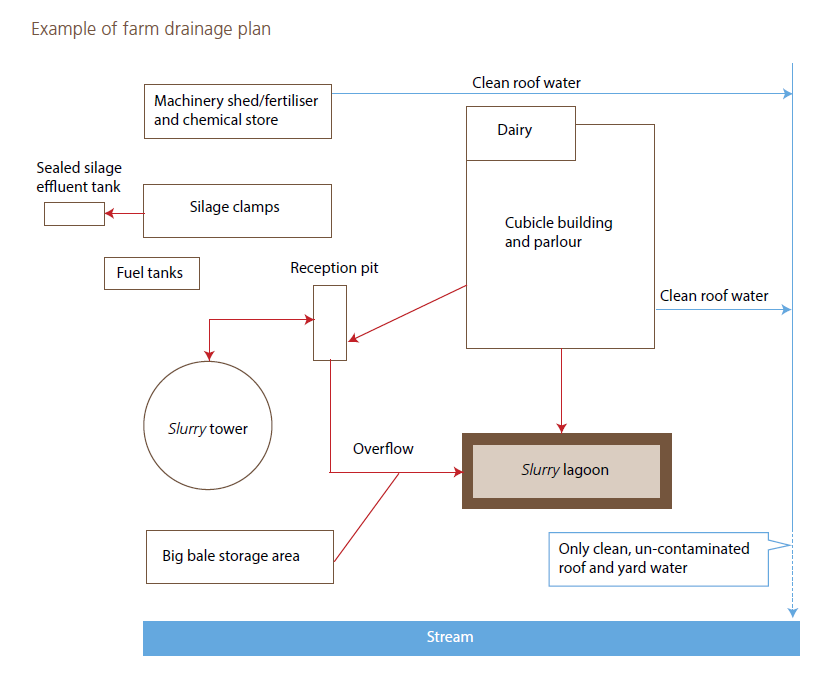 Example of farm drainage plan
Clean roof water
Machinery shed/fertiliser
and chemical store
Dairy
Sealed silage
effluent tank
Silage clamps
Cubicle building
and parlour
Fuel tanks
Reception pit
Clean roof water
Slurry tower
Overflow
Slurry lagoon
Big bale storage area
Only clean, un-contaminated
roof and yard water
Stream